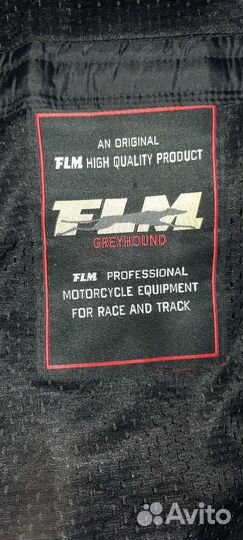 AN ORIGINAL
FLM HIGH QUALITY PRODUCT
FLM
GREYHOUND
FLM PROFESSIONAL
MOTORCYCLE EQUIPMENT
FOR RACE AND TRACK
Avito